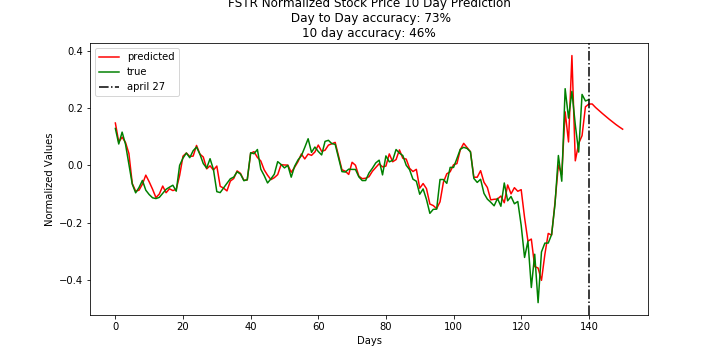 FSTR Normalized Stock Price 10 Day Prediction
Day to Day accuracy: 73%
10 day accuracy: 46%
predicted
true
april 27
Normalized Values
0.4
0.2
0.0
−0.2
−0.4
0 20 40 60 80 100 120 140
Days